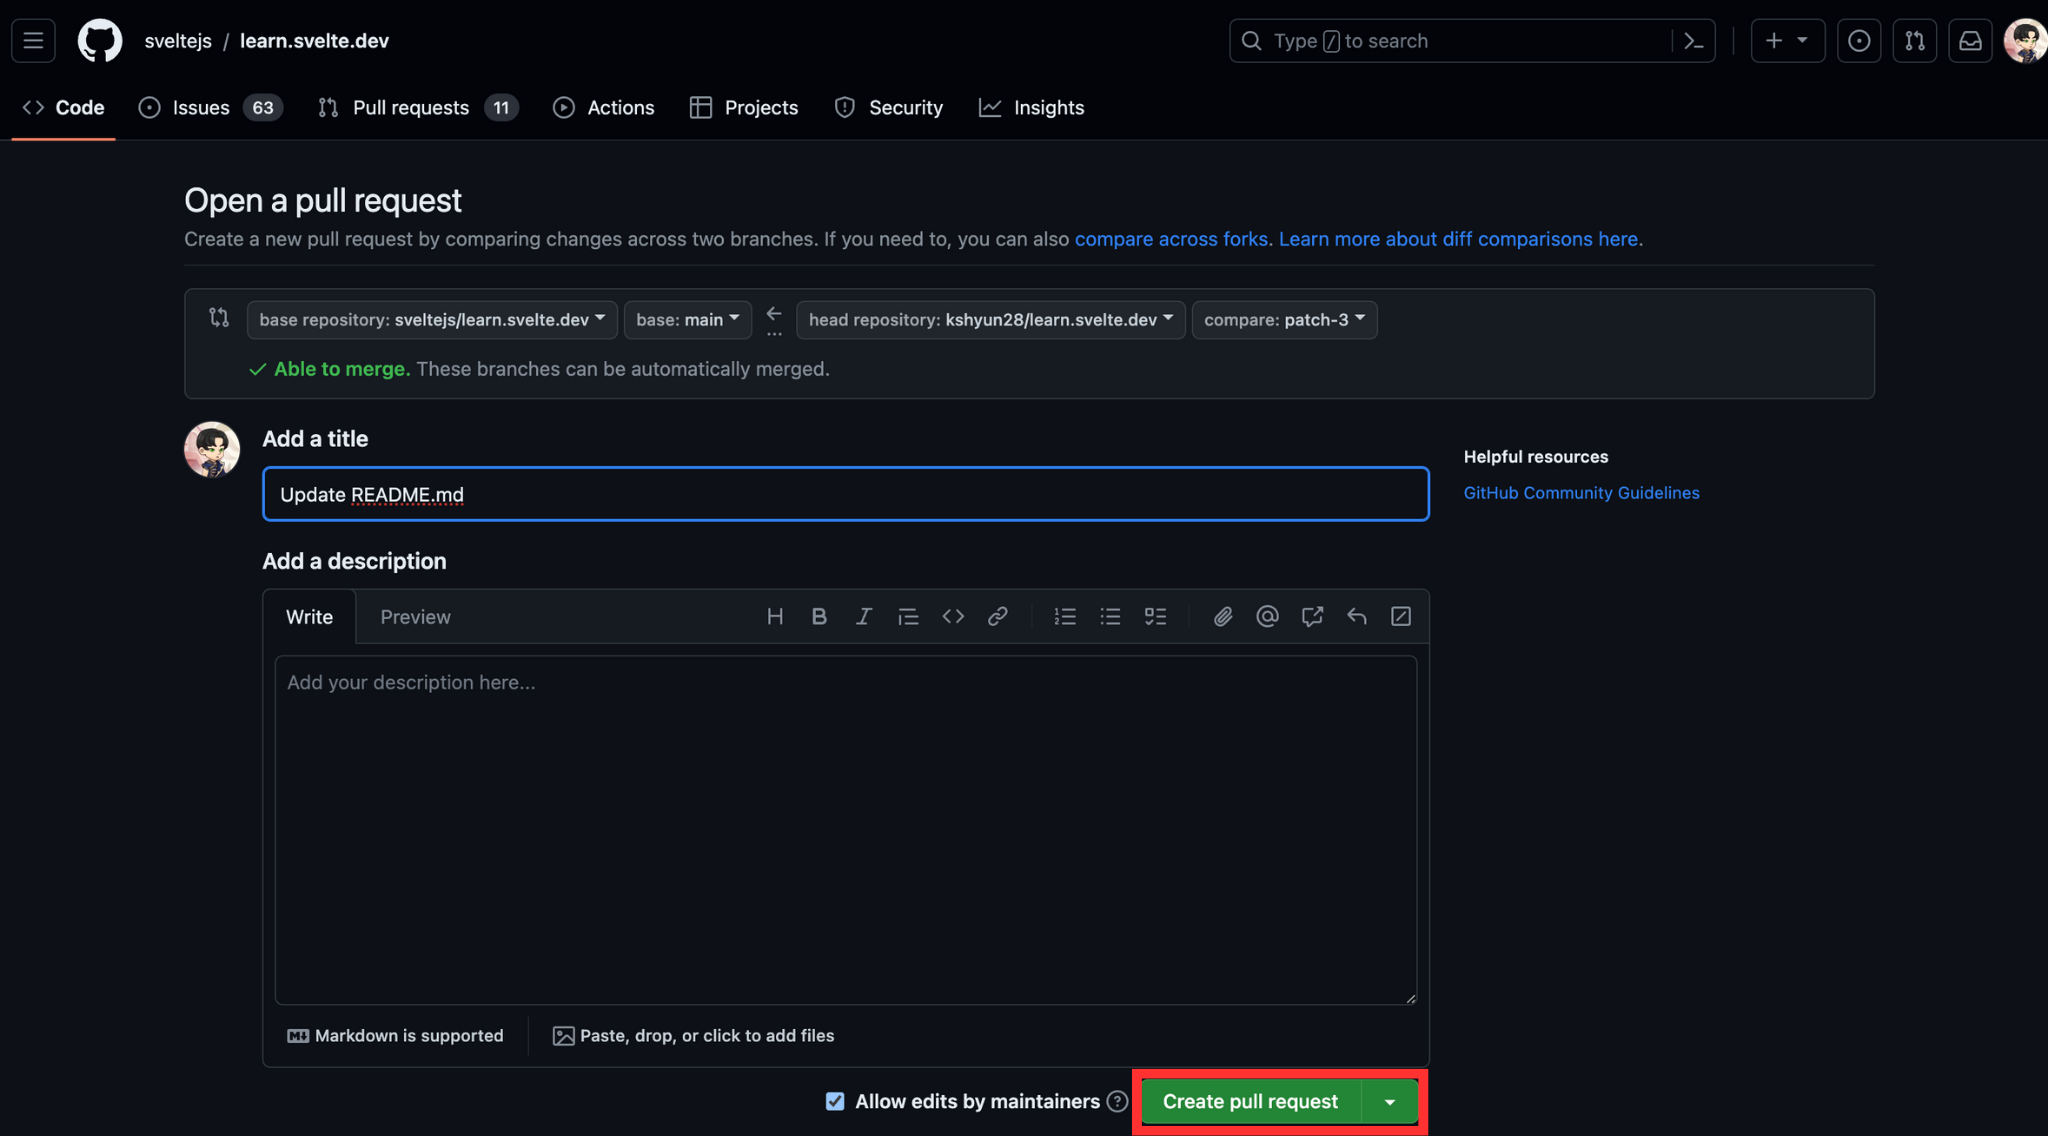 sveltejs / learn.svelte.dev
Type / to search
Code Issues 63 Pull requests 11 Actions Projects Security Insights
Open a pull request
Create a new pull request by comparing changes across two branches. If you need to, you can also compare across forks. Learn more about diff comparisons here.
base repository: sveltejs/learn.svelte.dev base: main ... head repository: kshyun28/learn.svelte.dev compare: patch-3
Able to merge. These branches can be automatically merged.
Add a title
Update README.md
Helpful resources
GitHub Community Guidelines
Add a description
Write Preview
Add your description here...
Markdown is supported Paste, drop, or click to add files
Allow edits by maintainers Create pull request